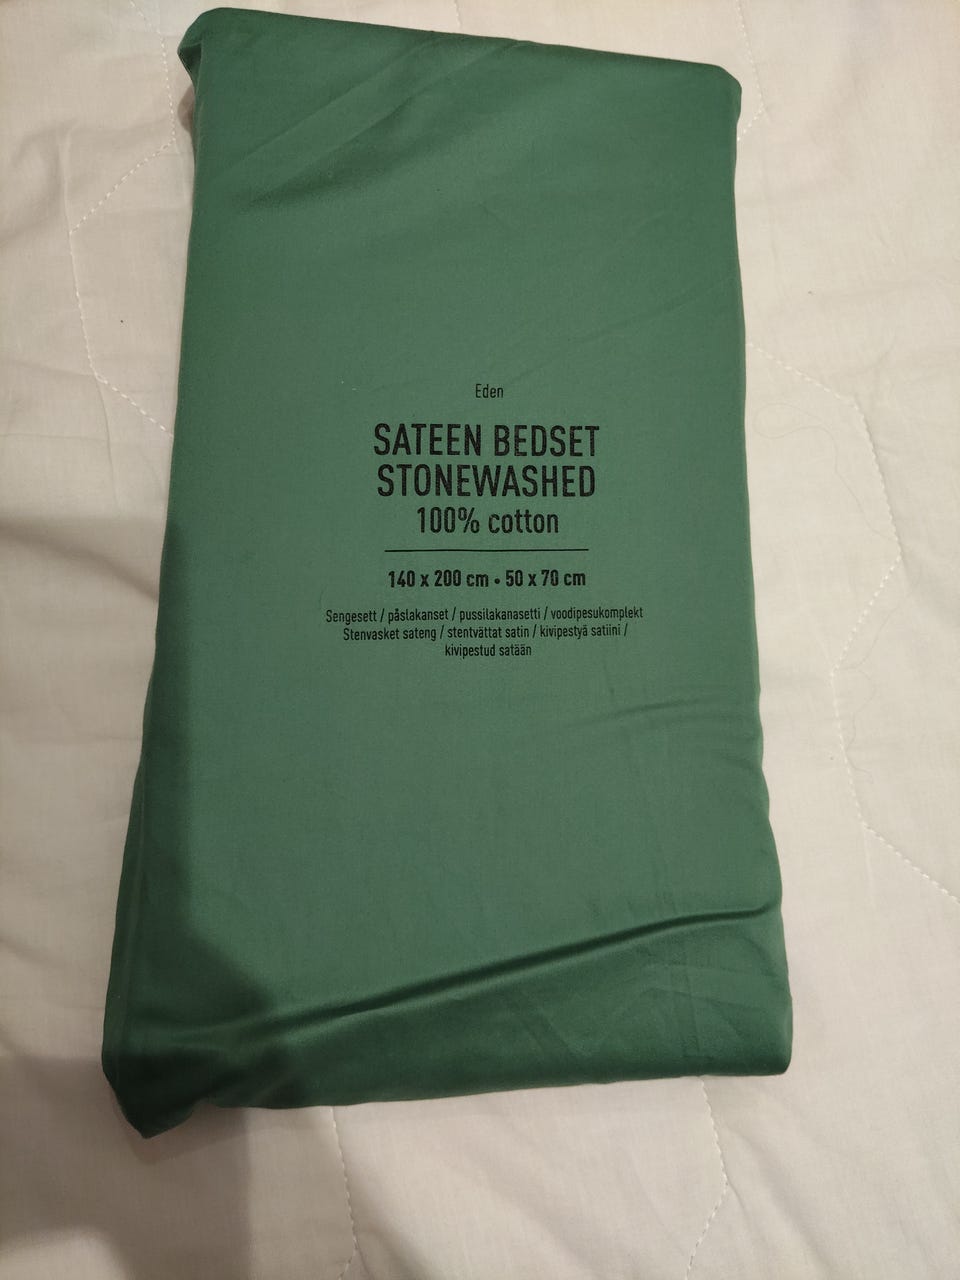 Eden
SATEEN BEDSET
STONEWASHED
100% cotton
140 x 200 cm • 50 x 70 cm
Sengesett / påslakanset / pussilakanasetti / voodipesukomplekt
Stenvasket sateng / stentvättat satin / kivipestyä satiini /
kivipestud satään